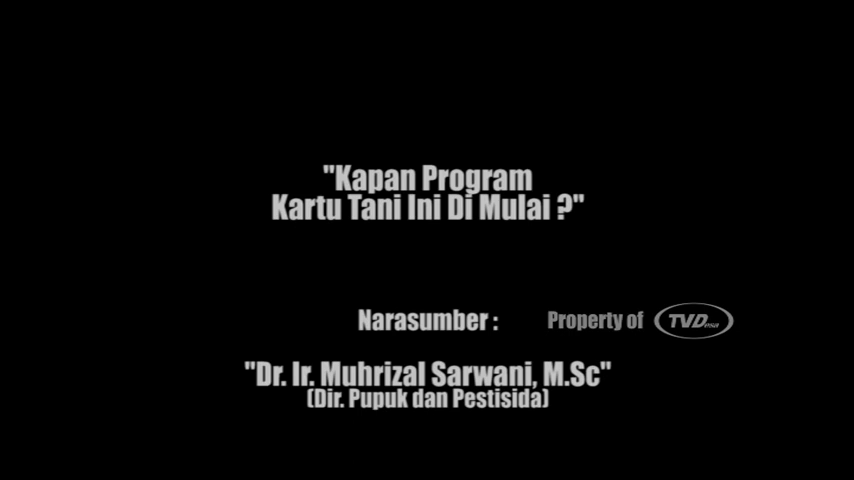 "Kapan Program
Kartu Tani Ini Di Mulai ?"
Narasumber :
Property of TVD
"Dr. Ir. Muhrizal Sarwani, M.Sc"
(Dir. Pupuk dan Pestisida)